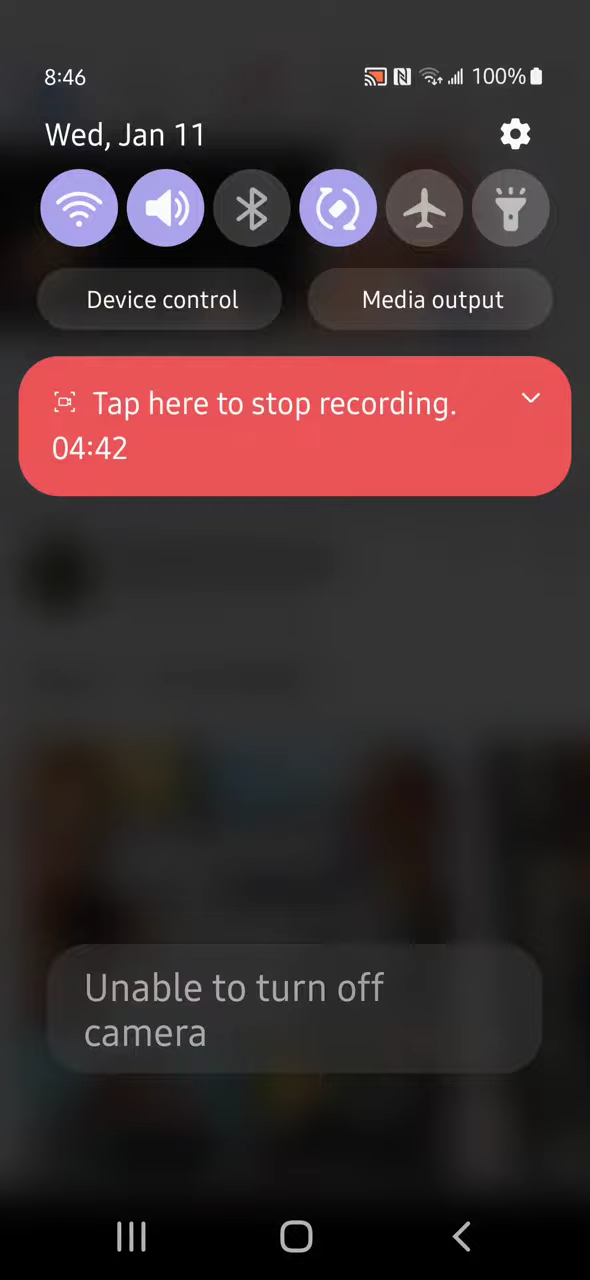 8:46
100%
Wed, Jan 11
Device control
Media output
Tap here to stop recording.
04:42
Unable to turn off
camera